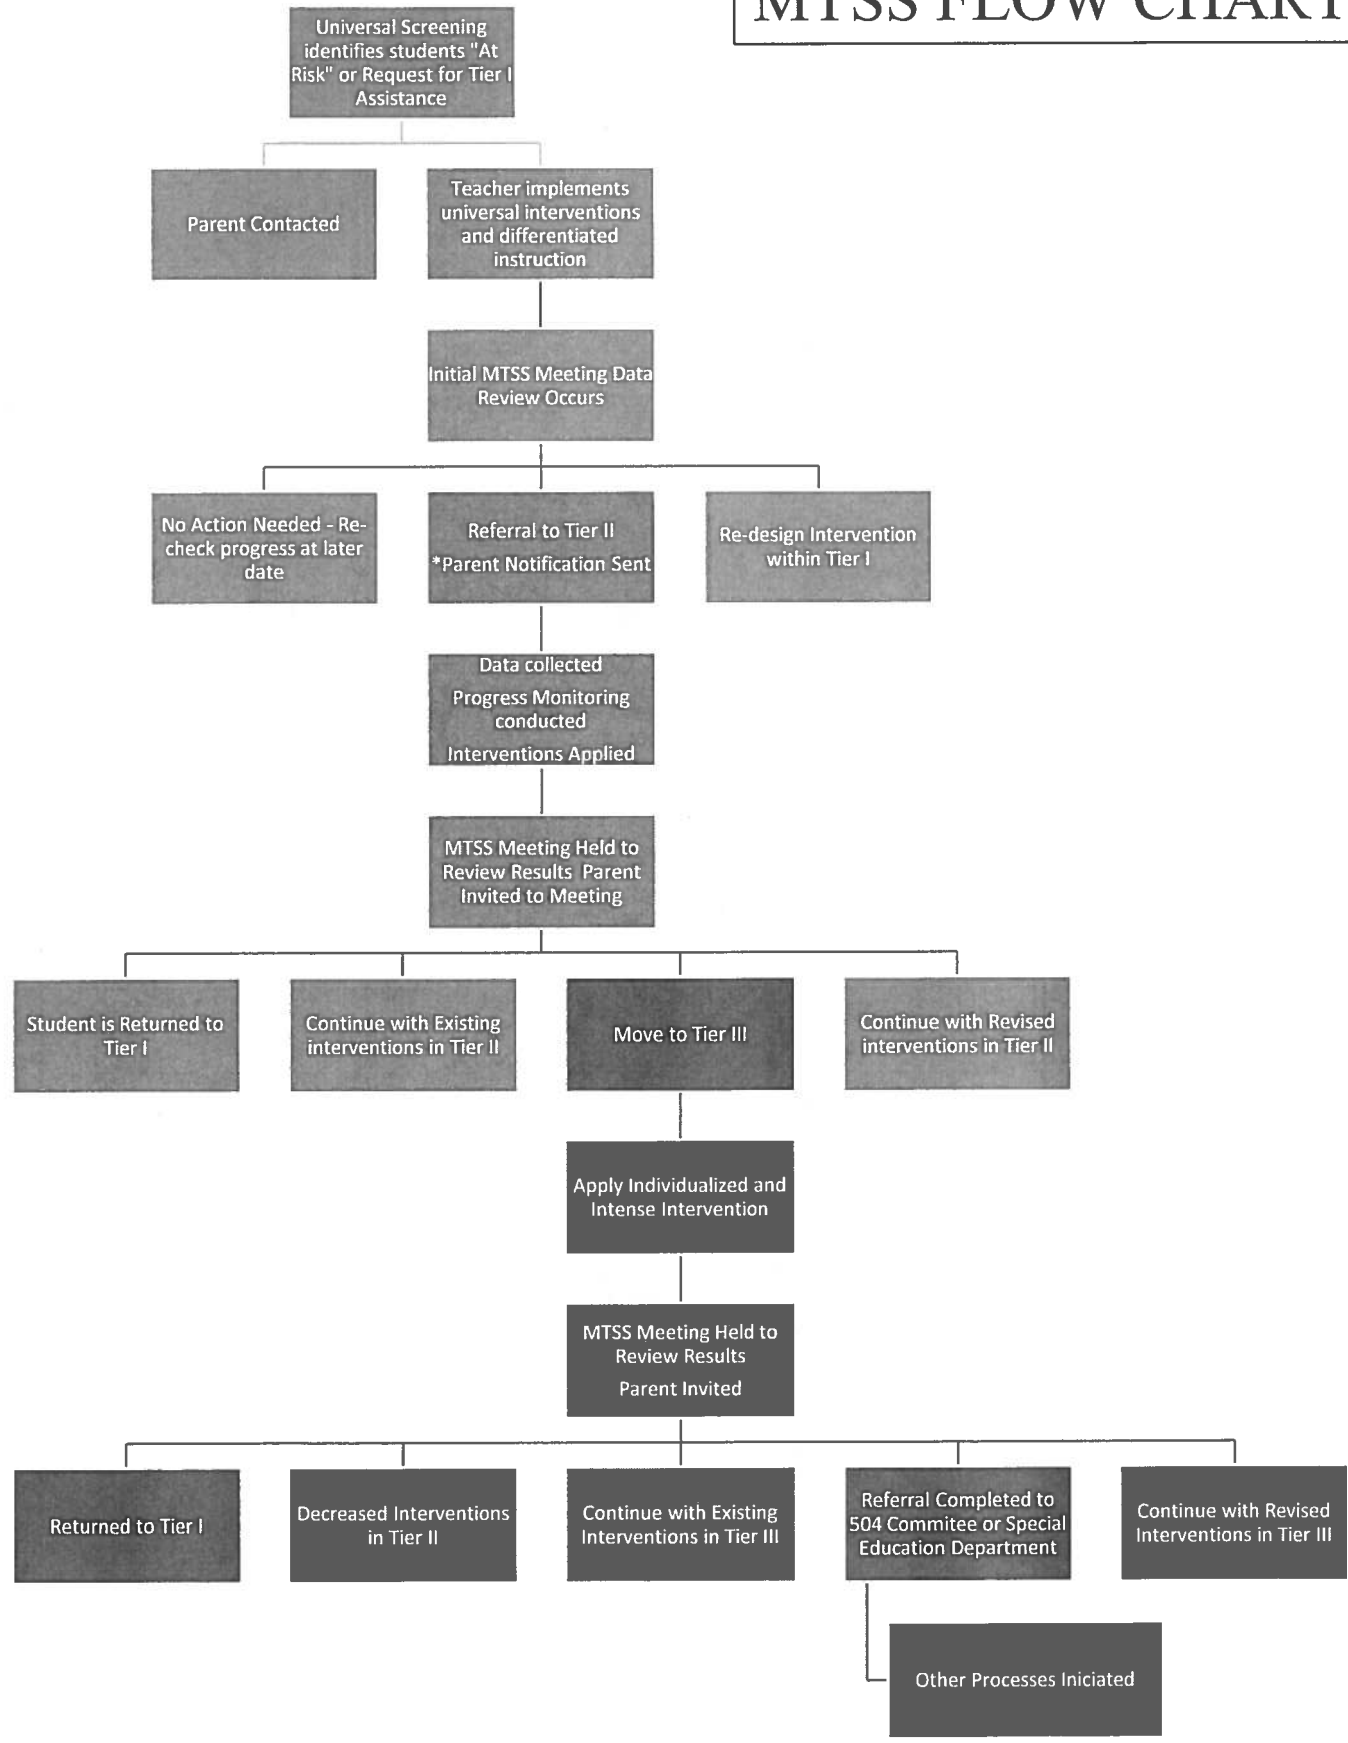 MTSS FLOW CHART
Universal Screening
identifies students "At
Risk" or Request for Tier I
Assistance
Parent Contacted
Teacher implements
universal interventions
and differentiated
instruction
Initial MTSS Meeting Data
Review Occurs
No Action Needed - Re-
check progress at later
date
Referral to Tier II
*Parent Notification Sent
Re-design Intervention
within Tier I
Data collected
Progress Monitoring
conducted
Interventions Applied
MTSS Meeting Held to
Review Results Parent
Invited to Meeting
Student is Returned to
Tier I
Continue with Existing
interventions in Tier II
Move to Tier III
Continue with Revised
interventions in Tier II
Apply Individualized and
Intense Intervention
MTSS Meeting Held to
Review Results
Parent Invited
Returned to Tier I
Decreased Interventions
in Tier II
Continue with Existing
Interventions in Tier III
Referral Completed to
504 Commitee or Special
Education Department
Continue with Revised
Interventions in Tier III
Other Processes Iniciated